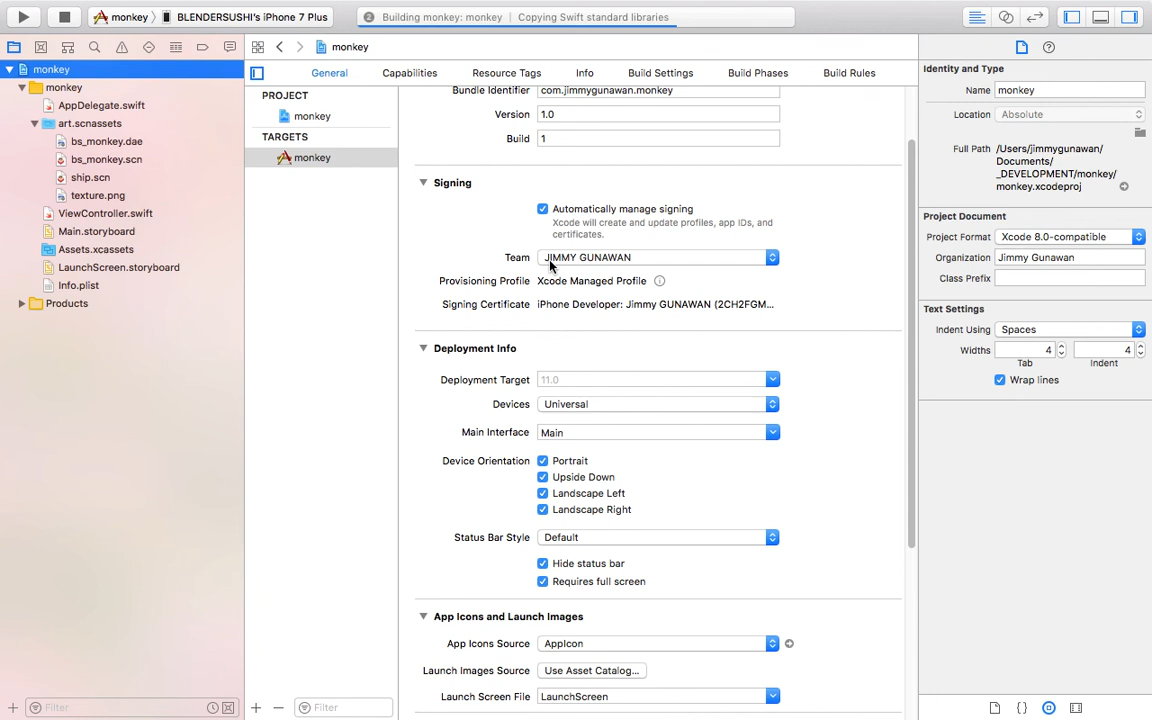 monkey
BLENDERSUSHI's iPhone 7 Plus
2 Building monkey: monkey
Copying Swift standard libraries
monkey
monkey
monkey
AppDelegate.swift
art.scnassets
bs_monkey.dae
bs_monkey.scn
ship.scn
texture.png
ViewController.swift
Main.storyboard
Assets.xcassets
LaunchScreen.storyboard
Info.plist
Products
Filter
General
Capabilities
Resource Tags
Info
Build Settings
Build Phases
Build Rules
PROJECT
monkey
TARGETS
monkey
Filter
Bundle Identifier com.jimmygunawan.monkey
Version 1.0
Build 1
Signing
Automatically manage signing
Xcode will create and update profiles, app IDs, and
certificates.
Team JIMMY GUNAWAN
Provisioning Profile Xcode Managed Profile
Signing Certificate iPhone Developer: Jimmy GUNAWAN (2CH2FGM...
Deployment Info
Deployment Target 11.0
Devices Universal
Main Interface Main
Device Orientation Portrait
Upside Down
Landscape Left
Landscape Right
Status Bar Style Default
Hide status bar
Requires full screen
App Icons and Launch Images
App Icons Source AppIcon
Launch Images Source Use Asset Catalog...
Launch Screen File LaunchScreen
Identity and Type
Name monkey
Location Absolute
Full Path /Users/jimmygunawan/
Documents/
_DEVELOPMENT/monkey/
monkey.xcodeproj
Project Document
Project Format Xcode 8.0-compatible
Organization Jimmy Gunawan
Class Prefix
Text Settings
Indent Using Spaces
Widths 4 4
Tab Indent
Wrap lines